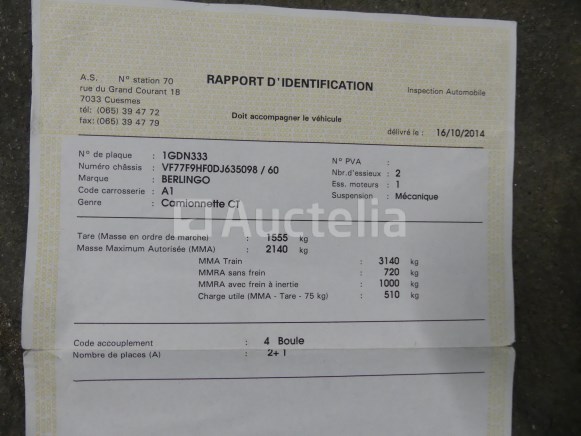 A.S. N° station 70
rue du Grand Courant 1B
7033 Cuesmes
tél: (065) 39 47 72
fax: (065) 39 47 79
RAPPORT D'IDENTIFICATION
Doit accompagner le véhicule
Inspection Automobile
délivré le : 16/10/2014
N° de plaque : 1GDN333
Numéro châssis : VF77F9HF0DJ635098 / 60
Marque : BERLINGO
Code carrosserie : A1
Genre : Camionnette CT
N° PVA :
Nbr.d'essieux : 2
Ess. moteurs : 1
Suspension : Mécanique
Auctelia
Tare (Masse en ordre de marche) : 1555 kg
Masse Maximum Autorisée (MMA) : 2140 kg
MMA Train : 3140 kg
MMRA sans frein : 720 kg
MMRA avec frein à inertie : 1000 kg
Charge utile (MMA - Tare - 75 kg) : 510 kg
Code accouplement : 4 Boule
Nombre de places (A) : 2+ 1